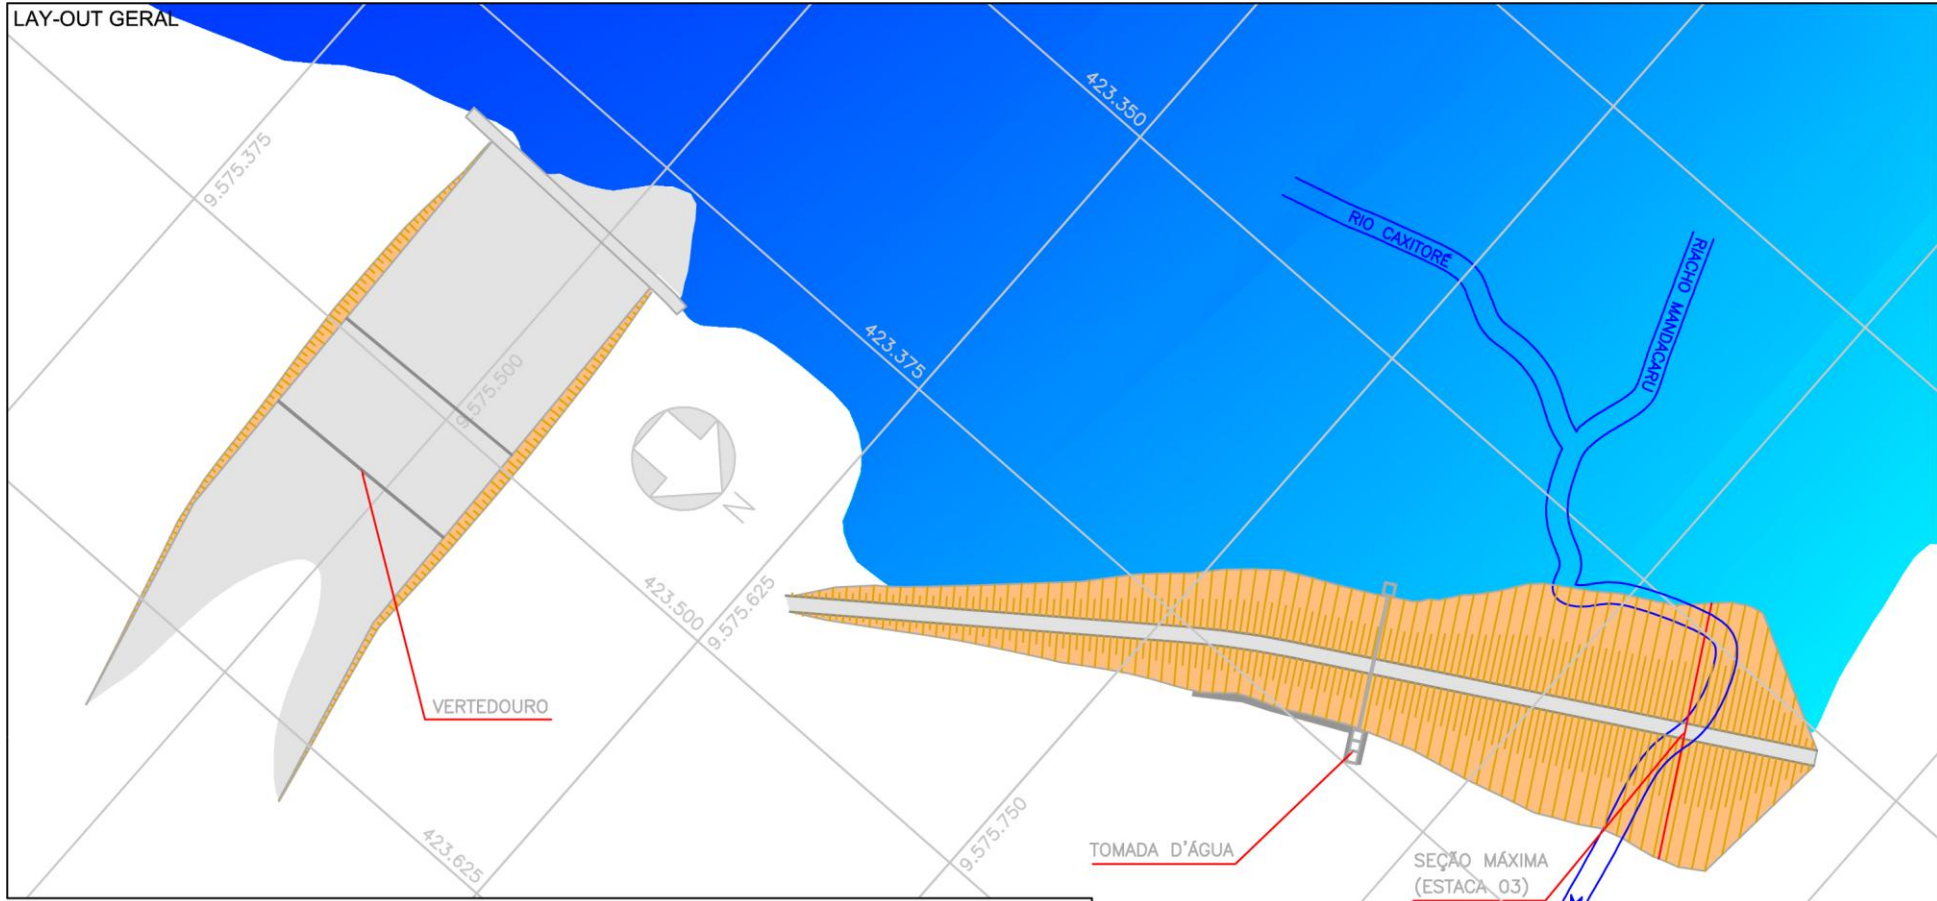 LAY-OUT GERAL
9.575.375
423.350
RIO CAXITORÉ
RIACHO MANDACARU
423.375
9.575.500
N
423.500
9.575.625
VERTEDOURO
9.575.750
423.625
TOMADA D'ÁGUA
SEÇÃO MÁXIMA
(ESTACA 03)